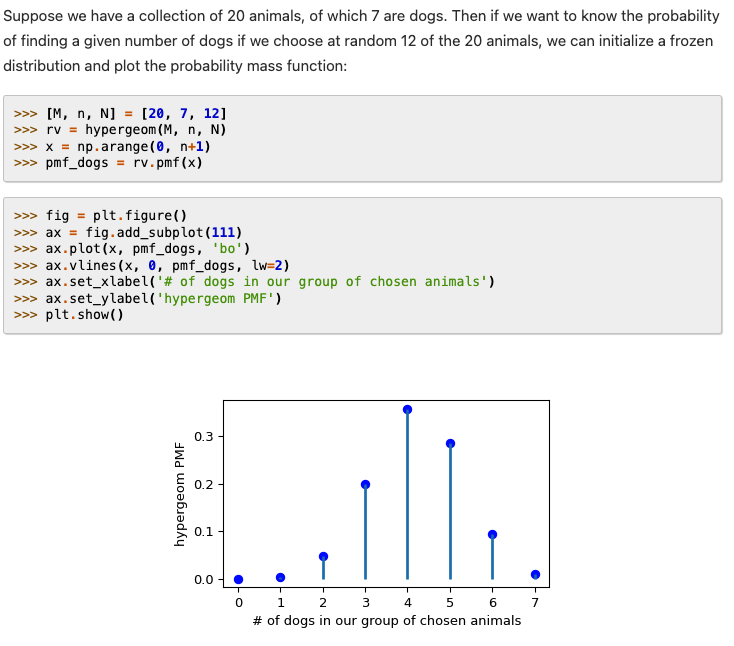 Suppose we have a collection of 20 animals, of which 7 are dogs. Then if we want to know the probability
of finding a given number of dogs if we choose at random 12 of the 20 animals, we can initialize a frozen
distribution and plot the probability mass function:
>>> [M, n, N] = [20, 7, 12]
>>> rv = hypergeom(M, n, N)
>>> x = np.arange(0, n+1)
>>> pmf_dogs = rv.pmf(x)
>>> fig = plt.figure()
>>> ax = fig.add_subplot(111)
>>> ax.plot(x, pmf_dogs, 'bo')
>>> ax.vlines(x, 0, pmf_dogs, lw=2)
>>> ax.set_xlabel('# of dogs in our group of chosen animals')
>>> ax.set_ylabel('hypergeom PMF')
>>> plt.show()
hypergeom PMF
0.3
0.2
0.1
0.0
0 1 2 3 4 5 6 7
# of dogs in our group of chosen animals